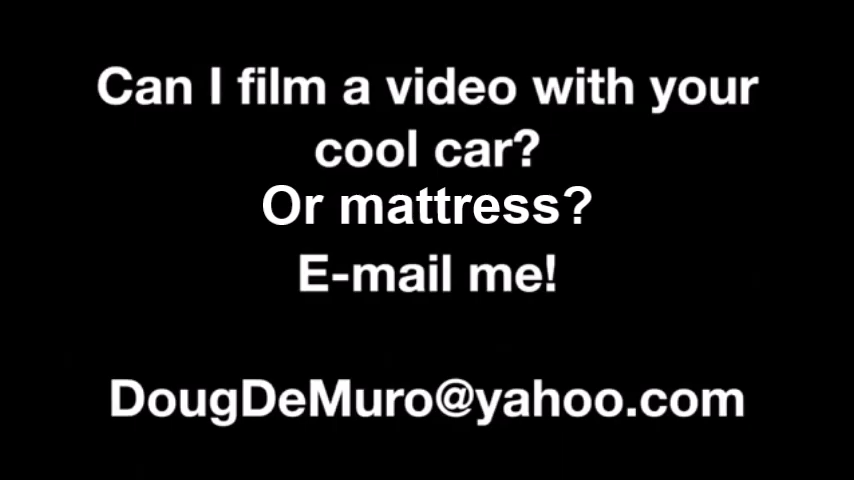 Can I film a video with your
cool car?
Or mattress?
E-mail me!
DougDeMuro@yahoo.com